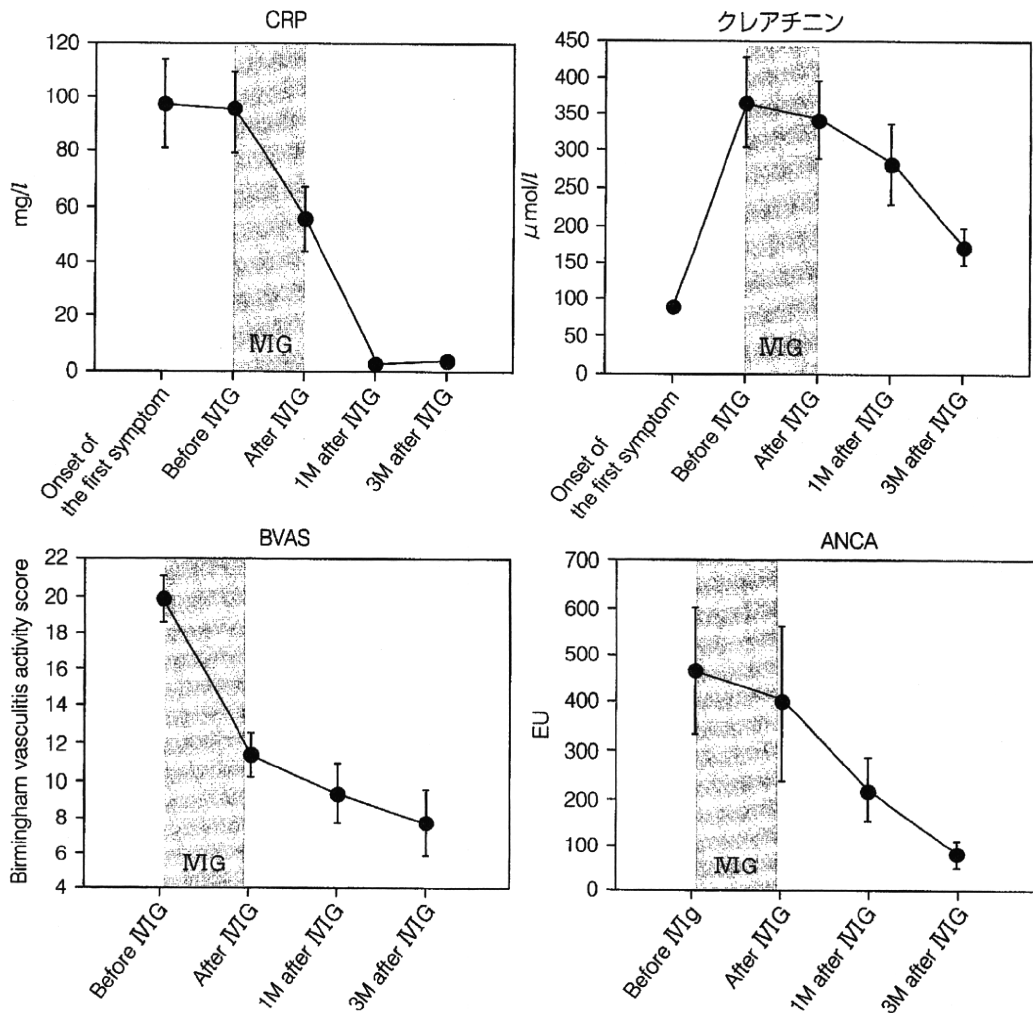 CRP
120
100
80
60
40
20
0
mg/l
IVIG
Onset of
the first symptom
Before IVIG
After IVIG
1M after IVIG
3M after IVIG
クレアチニン
450
400
350
300
250
200
150
100
50
0
μmol/l
IVIG
Onset of
the first symptom
Before IVIG
After IVIG
1M after IVIG
3M after IVIG
BVAS
22
20
18
16
14
12
10
8
6
4
Birmingham vasculitis activity score
IVIG
Before IVIG
After IVIG
1M after IVIG
3M after IVIG
ANCA
700
600
500
400
300
200
100
0
EU
IVIG
Before IVIg
After IVIG
1M after IVIG
3M after IVIG